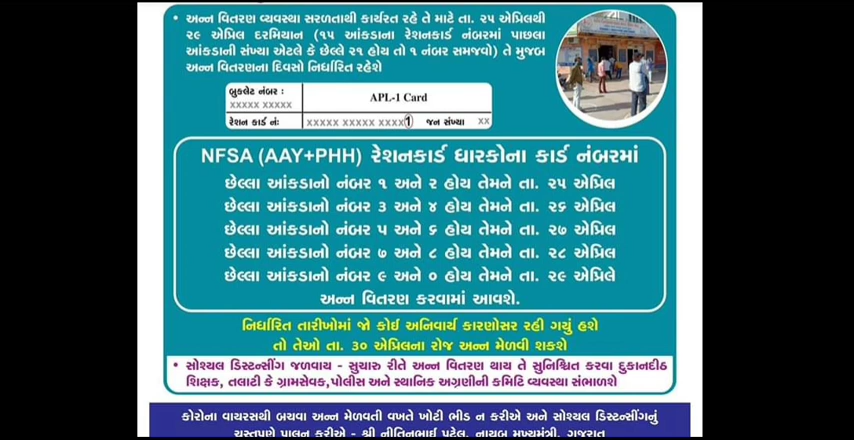 • અન્ન વિતરણ વ્યવસ્થા સરળતાથી કાર્યરત રહે તે માટે તા. ૨૫ એપ્રિલથી
૨૯ એપ્રિલ દરમિયાન (૧૫ આંકડાના રેશનકાર્ડ નંબરમાં પાછલા
આંકડાની સંખ્યા એટલે કે છેલ્લે ૨૧ હોય તો ૧ નંબર સમજવો) તે મુજબ
અન્ન વિતરણના દિવસો નિર્ધારિત રહેશે
બુકલેટ નંબર :
xxxxx xxxxx
APL-1 Card
રેશન કાર્ડ નં: xxxxx xxxxx xxxx1 જન સંખ્યા xx
NFSA (AAY+PHH) રેશનકાર્ડ ધારકોના કાર્ડ નંબરમાં
છેલ્લા આંકડાનો નંબર ૧ અને ૨ હોય તેમને તા. ૨૫ એપ્રિલ
છેલ્લા આંકડાનો નંબર ૩ અને ૪ હોય તેમને તા. ૨૬ એપ્રિલ
છેલ્લા આંકડાનો નંબર ૫ અને ૬ હોય તેમને તા. ૨૭ એપ્રિલ
છેલ્લા આંકડાનો નંબર ૭ અને ૮ હોય તેમને તા. ૨૮ એપ્રિલ
છેલ્લા આંકડાનો નંબર ૯ અને ૦ હોય તેમને તા. ૨૯ એપ્રિલે
અન્ન વિતરણ કરવામાં આવશે.
નિર્ધારિત તારીખોમાં જો કોઈ અનિવાર્ય કારણોસર રહી ગયું હશે
તો તેઓ તા. ૩૦ એપ્રિલના રોજ અન્ન મેળવી શકશે
• સોશ્યલ ડિસ્ટન્સીંગ જળવાય - સુચારુ રીતે અન્ન વિતરણ થાય તે સુનિશ્ચિત કરવા દુકાનદીઠ
શિક્ષક, તલાટી કે ગ્રામસેવક,પોલીસ અને સ્થાનિક અગ્રણીની કમિટિ વ્યવસ્થા સંભાળશે
કોરોના વાયરસથી બચવા અન્ન મેળવતી વખતે ખોટી ભીડ ન કરીએ અને સોશ્યલ ડિસ્ટન્સીંગનું
ચુસ્તપણે પાલન કરીએ - શ્રી નીતિનભાઈ પટેલ, નાયબ મુખ્યમંત્રી, ગુજરાત